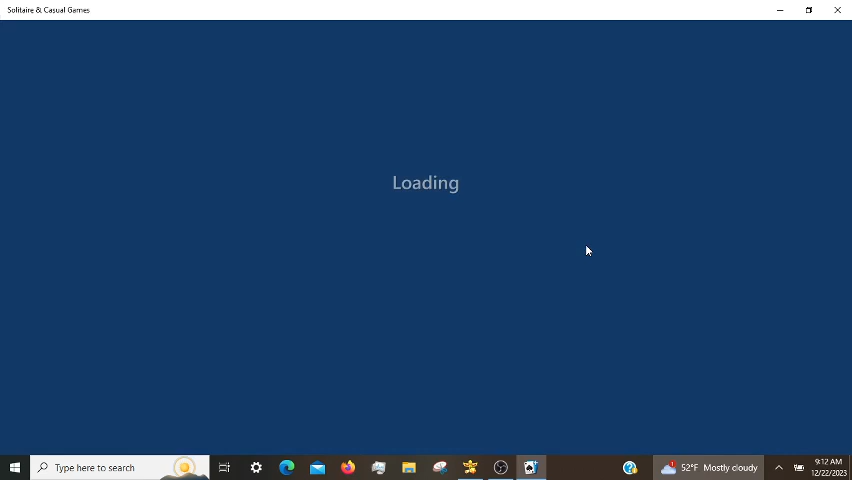 Solitaire & Casual Games
Loading
Type here to search
52°F Mostly cloudy
9:12 AM
12/22/2023